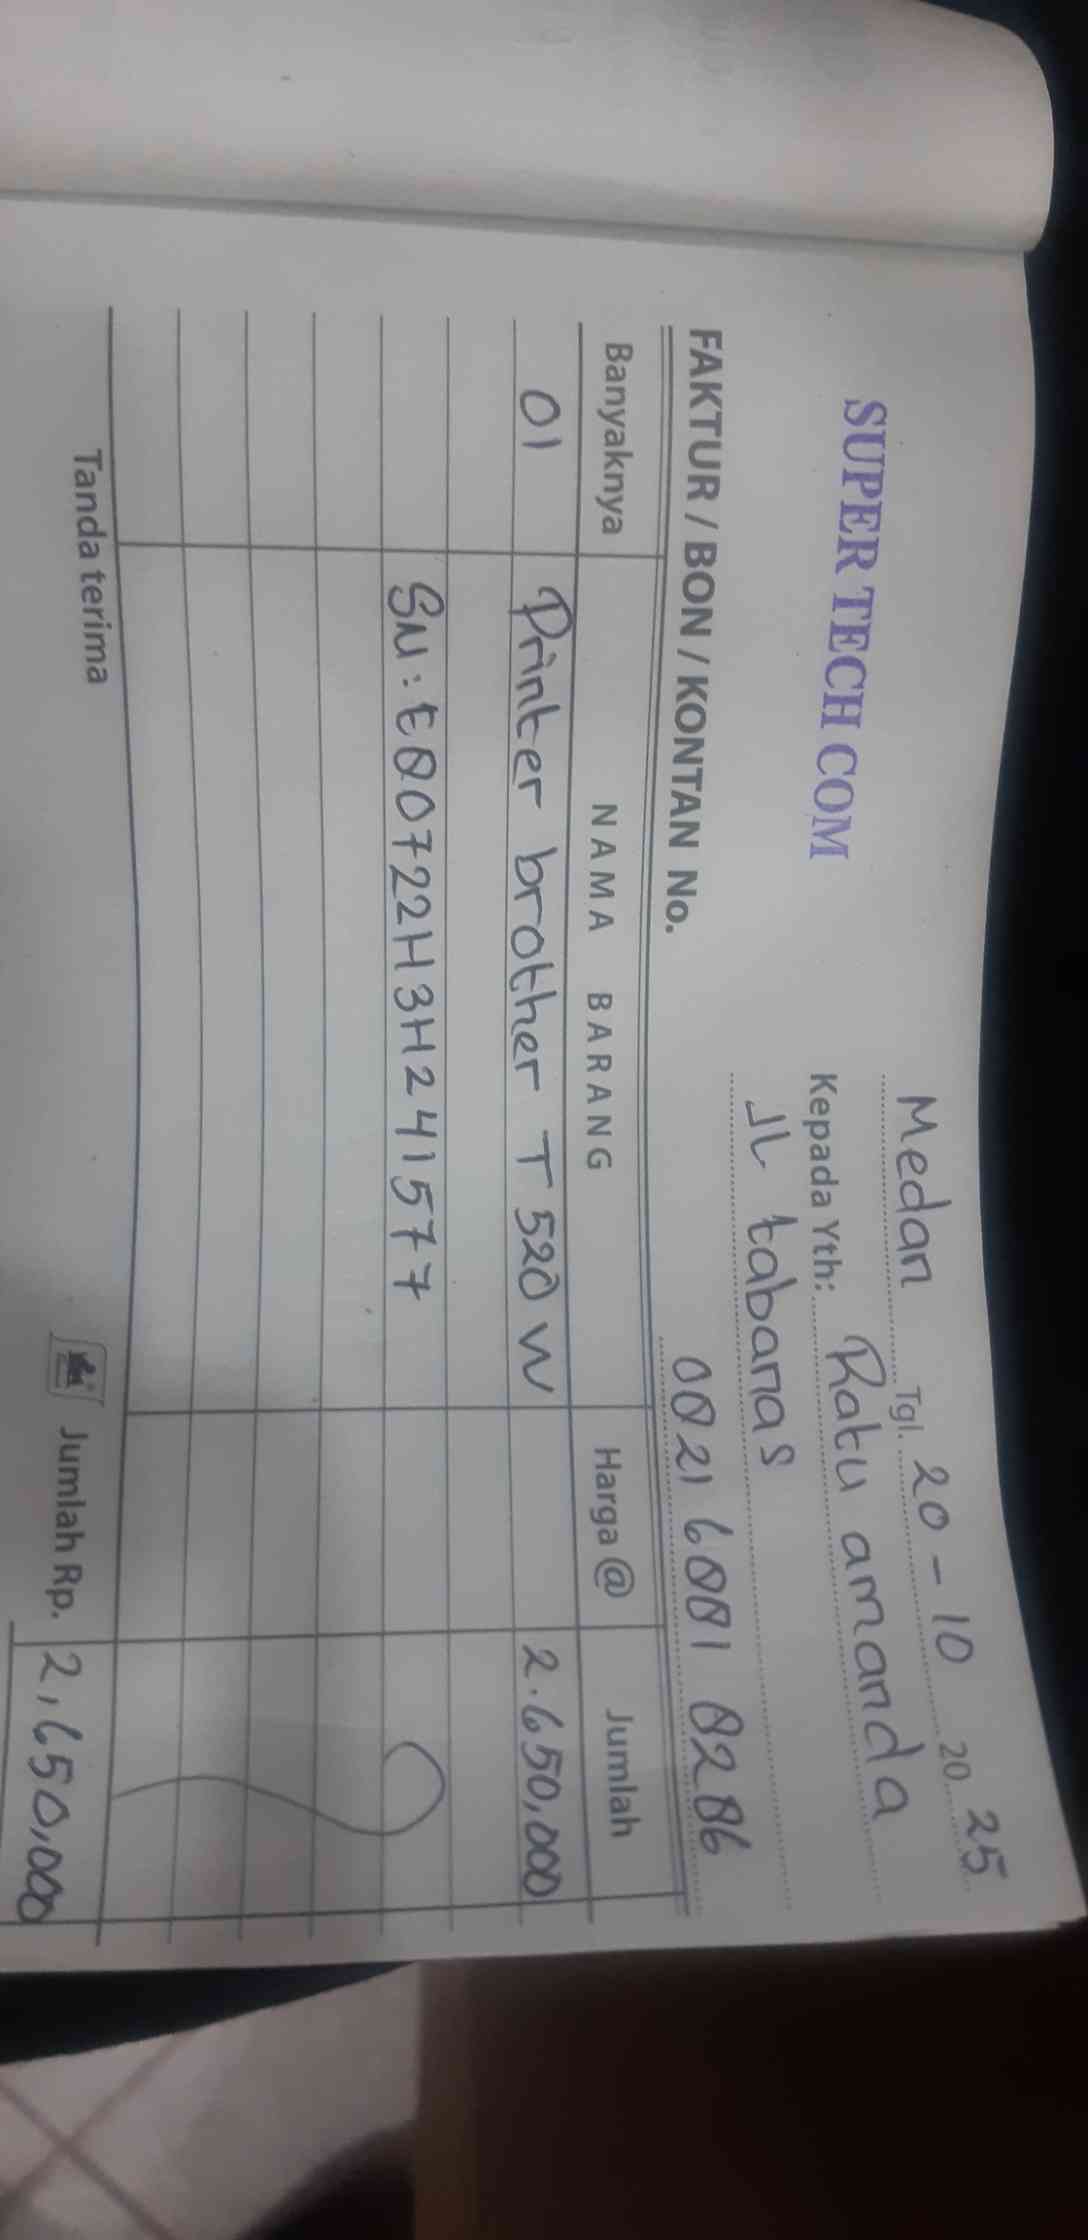 SUPER TECH COM
Medan Tgl. 20 - 10 20 25
Kepada Yth: Ratu amanda
JL tabanas
0021 6001 0286
FAKTUR / BON / KONTAN No.
Banyaknya NAMA BARANG Harga @ Jumlah
01 Printer brother T 520 W 2.650,000
SN : E80722H3H241577
Tanda terima Jumlah Rp. 2,650,000